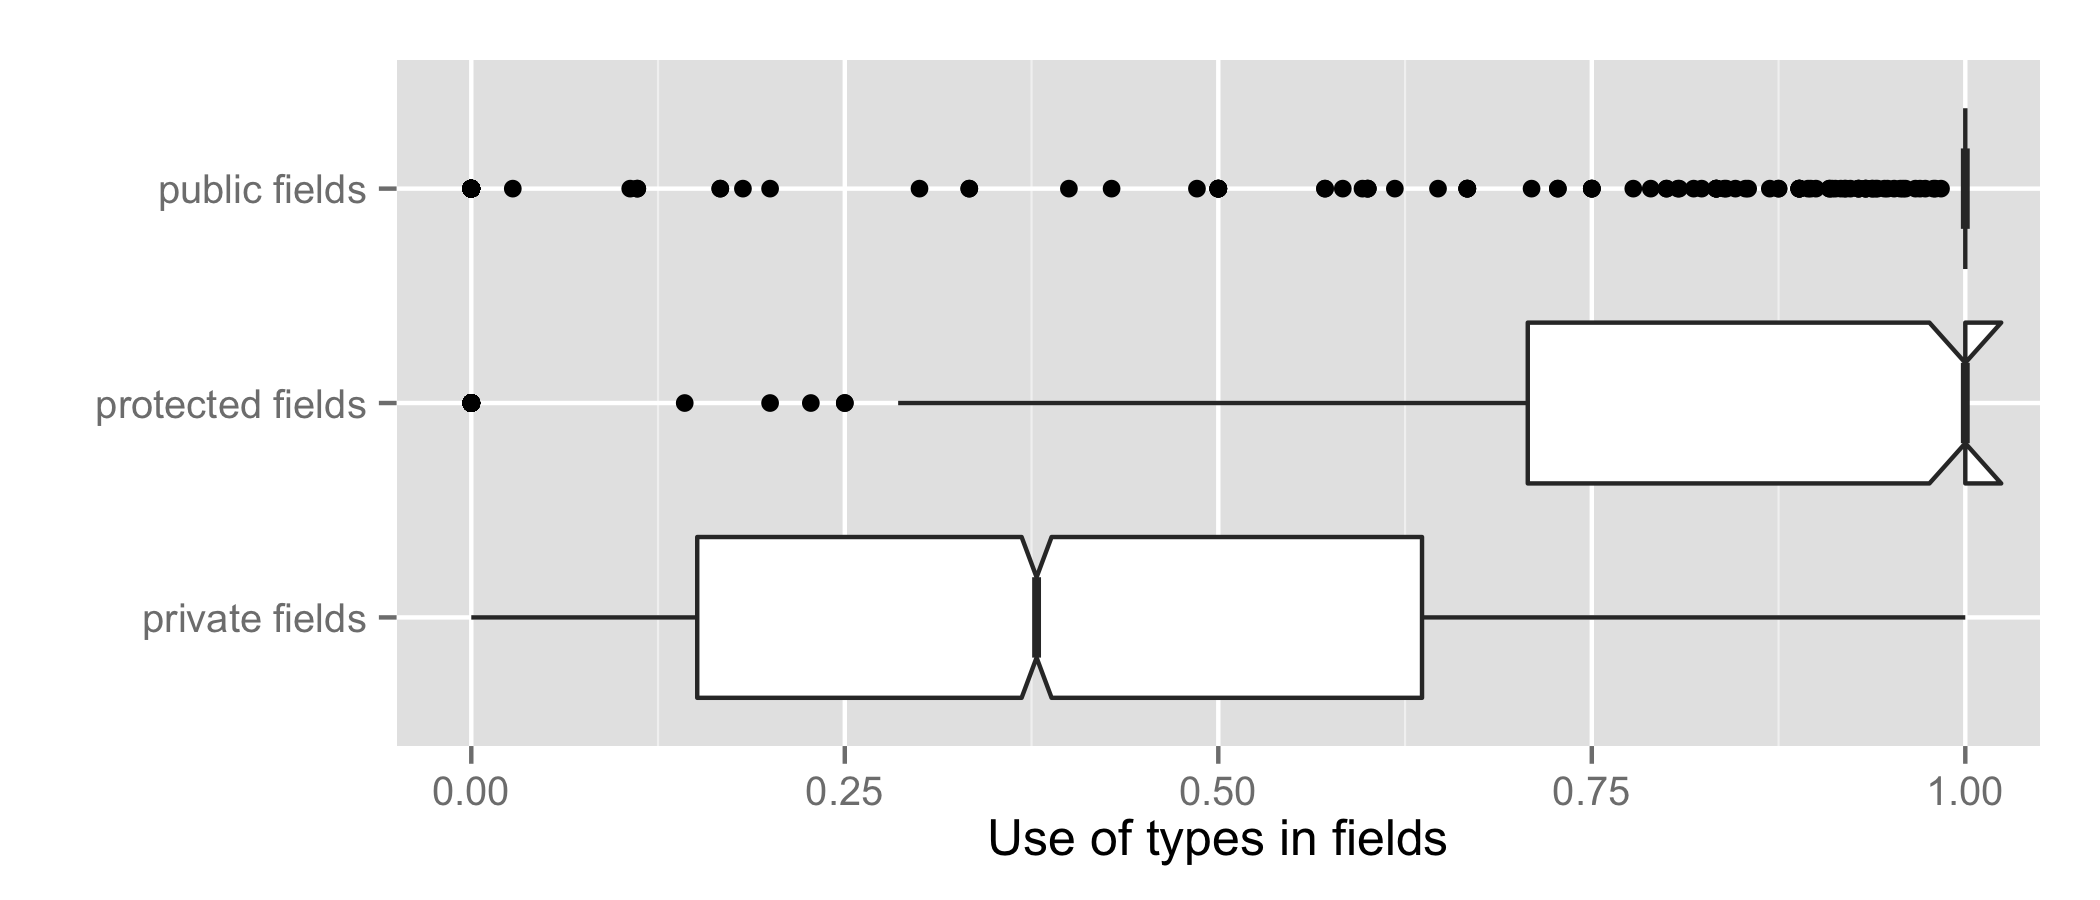 public fields
protected fields
private fields
0.00 0.25 0.50 0.75 1.00
Use of types in fields